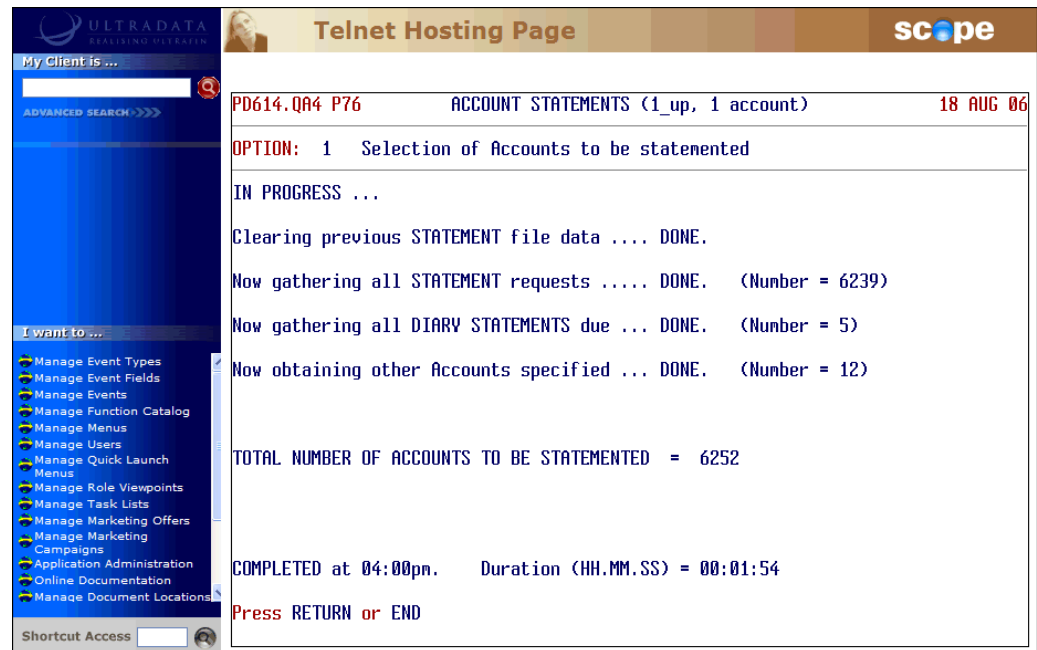 ULTRADATA
REALISING ULTRAFIN
Telnet Hosting Page
scope
My Client is ...
ADVANCED SEARCH
PD614.QA4 P76 ACCOUNT STATEMENTS (1_up, 1 account) 18 AUG 06
OPTION: 1 Selection of Accounts to be statemented
IN PROGRESS ...
Clearing previous STATEMENT file data .... DONE.
Now gathering all STATEMENT requests ..... DONE. (Number = 6239)
Now gathering all DIARY STATEMENTS due ... DONE. (Number = 5)
Now obtaining other Accounts specified ... DONE. (Number = 12)
TOTAL NUMBER OF ACCOUNTS TO BE STATEMENTED = 6252
COMPLETED at 04:00pm. Duration (HH.MM.SS) = 00:01:54
Press RETURN or END
I want to ...
Manage Event Types
Manage Event Fields
Manage Events
Manage Function Catalog
Manage Menus
Manage Users
Manage Quick Launch
Menus
Manage Role Viewpoints
Manage Task Lists
Manage Marketing Offers
Manage Marketing
Campaigns
Application Administration
Online Documentation
Manage Document Locations
Shortcut Access